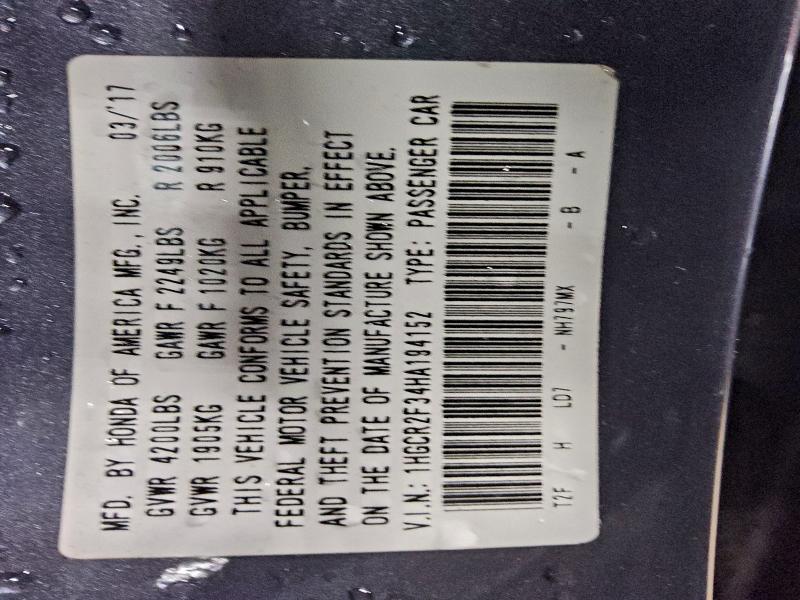 MFD. BY HONDA OF AMERICA MFG., INC. 03/'17
GVWR 4200LBS GAWR F 2249LBS R 2006LBS
GVWR 1905KG GAWR F 1020KG R 910KG
THIS VEHICLE CONFORMS TO ALL APPLICABLE
FEDERAL MOTOR VEHICLE SAFETY, BUMPER,
AND THEFT PREVENTION STANDARDS IN EFFECT
ON THE DATE OF MANUFACTURE SHOWN ABOVE.
V.I.N.: 1HGCR2F34HA194152 TYPE: PASSENGER CAR
T2F H LD7 - NH797MX - B - A